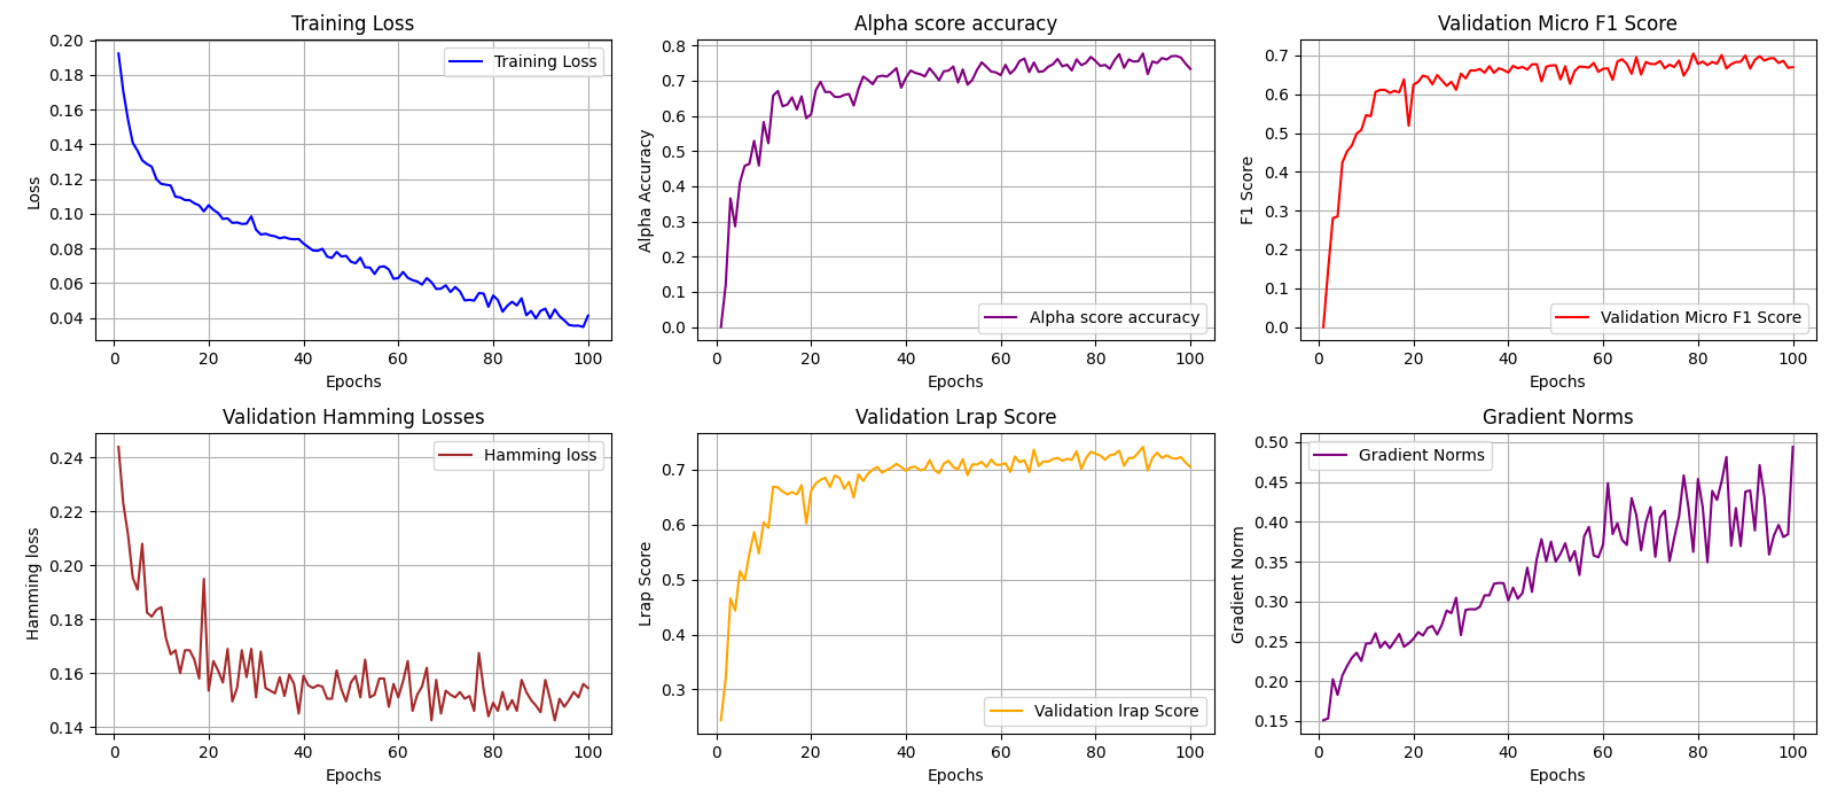 Training Loss
Alpha score accuracy
Validation Micro F1 Score
0.20
0.18
0.16
0.14
0.12
0.10
0.08
0.06
0.04
Loss
Training Loss
0 20 40 60 80 100
Epochs
0.8
0.7
0.6
0.5
0.4
0.3
0.2
0.1
0.0
Alpha Accuracy
Alpha score accuracy
0 20 40 60 80 100
Epochs
0.7
0.6
0.5
0.4
0.3
0.2
0.1
0.0
F1 Score
Validation Micro F1 Score
0 20 40 60 80 100
Epochs
Validation Hamming Losses
Validation Lrap Score
Gradient Norms
0.24
0.22
0.20
0.18
0.16
0.14
Hamming loss
Hamming loss
0 20 40 60 80 100
Epochs
0.7
0.6
0.5
0.4
0.3
Lrap Score
Validation lrap Score
0 20 40 60 80 100
Epochs
0.50
0.45
0.40
0.35
0.30
0.25
0.20
0.15
Gradient Norm
Gradient Norms
0 20 40 60 80 100
Epochs